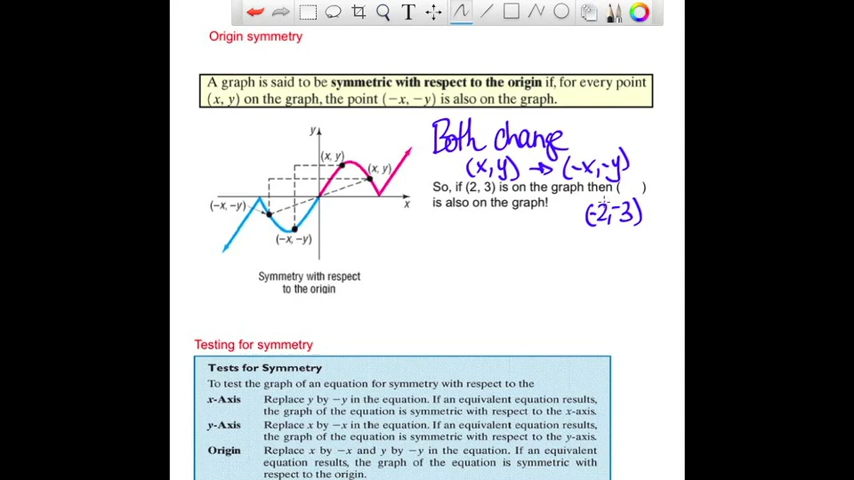 T
Origin symmetry
A graph is said to be symmetric with respect to the origin if, for every point
(x, y) on the graph, the point (−x, −y) is also on the graph.
Both change
(x,y) → (-x,-y)
So, if (2, 3) is on the graph then ( )
is also on the graph!
(-2,-3)
y
(x, y)
(x, y)
(−x, −y)
x
(−x, −y)
Symmetry with respect
to the origin
Testing for symmetry
Tests for Symmetry
To test the graph of an equation for symmetry with respect to the
x-Axis Replace y by −y in the equation. If an equivalent equation results,
the graph of the equation is symmetric with respect to the x-axis.
y-Axis Replace x by −x in the equation. If an equivalent equation results,
the graph of the equation is symmetric with respect to the y-axis.
Origin Replace x by −x and y by −y in the equation. If an equivalent
equation results, the graph of the equation is symmetric with
respect to the origin.